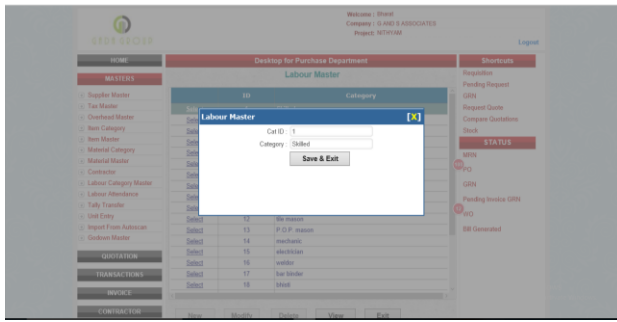 Welcome : Bharat
Company : G AND S ASSOCIATES
Project: NITHYAM
Logout
HOME
MASTERS
Supplier Master
Tax Master
Overhead Master
Item Category
Item Master
Material Category
Material Master
Contractor
Labour Category Master
Labour Attendance
Tally Transfer
Unit Entry
Import From Autocan
Godown Master
QUOTATION
TRANSACTIONS
INVOICE
CONTRACTOR
Desktop for Purchase Department
Labour Master
ID Category
Labour Master [X]
Cat ID : 1
Category : Skilled
Save & Exit
Select 12 tile mason
Select 13 P.O.P. mason
Select 14 mechanic
Select 15 electrician
Select 16 welder
Select 17 bar binder
Select 18 bhisti
New Modify Delete View Exit
Shortcuts
Requisition
Pending Request
GRN
Request Quote
Compare Quotations
Stock
STATUS
MRN
PO
GRN
Pending Invoice GRN
WO
Bill Generated